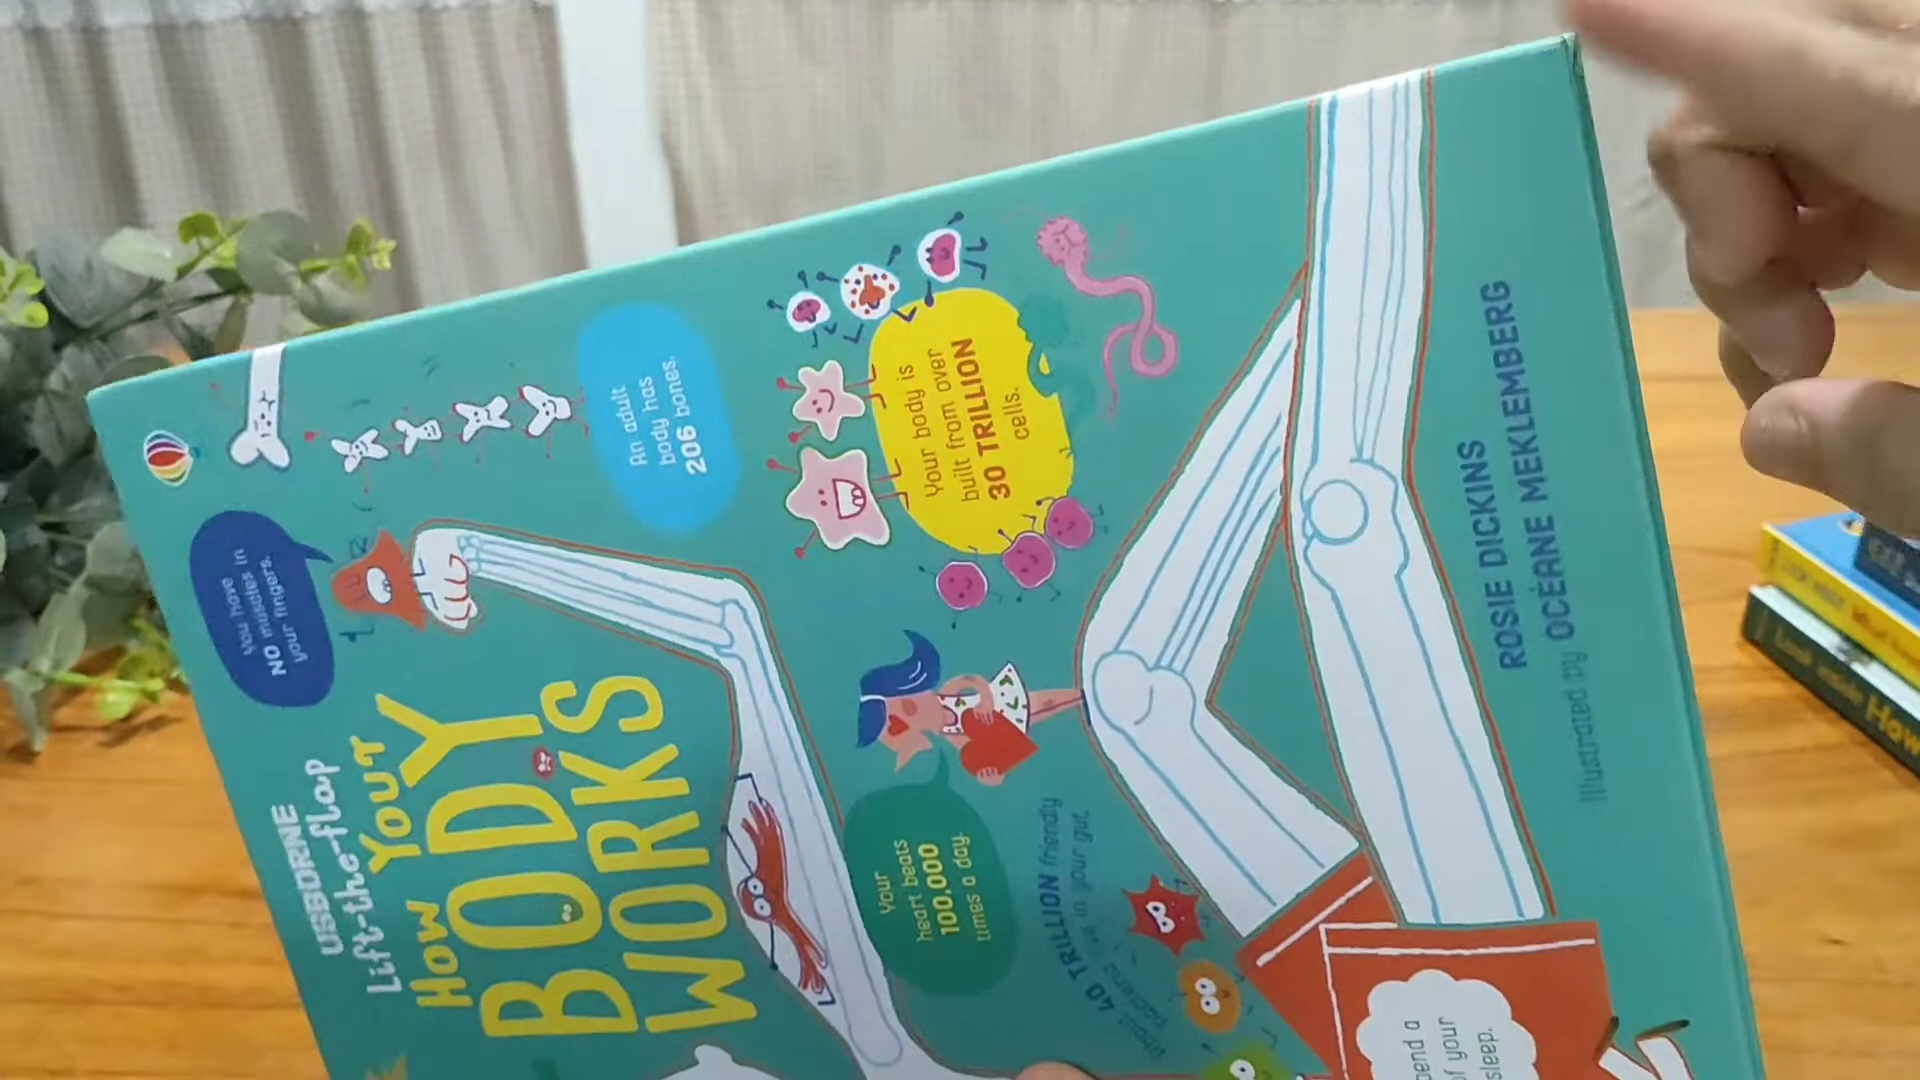 USBORNE
Lift-the-flap
How Your
BODY
WORKS
You have
NO muscles in
your fingers.
An adult
body has
206 bones.
Your body is
built from over
30 TRILLION
cells.
Your
heart beats
100,000
times a day.
40 TRILLION friendly
in your gut
of your
sleep.
ROSIE DICKINS
Illustrated by OCÉANE MEKLEMBERG
How